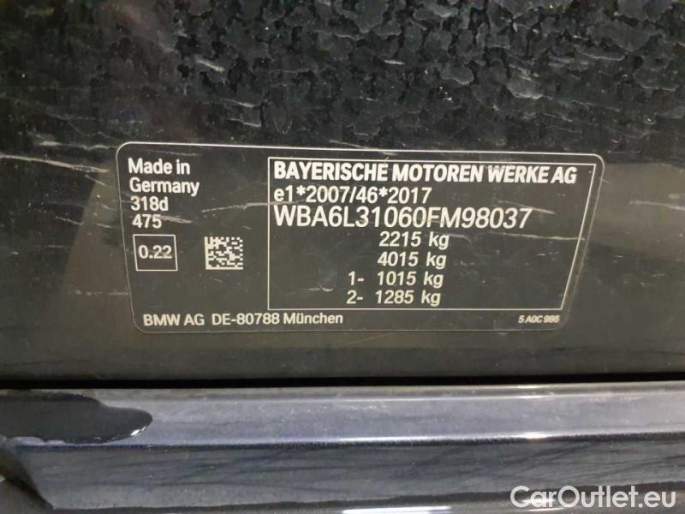 Made in
Germany
318d
475
0.22
BAYERISCHE MOTOREN WERKE AG
e1*2007/46*2017
WBA6L31060FM98037
2215 kg
4015 kg
1- 1015 kg
2- 1285 kg
BMW AG DE-80788 München
5 A0C 986
CarOutlet.eu